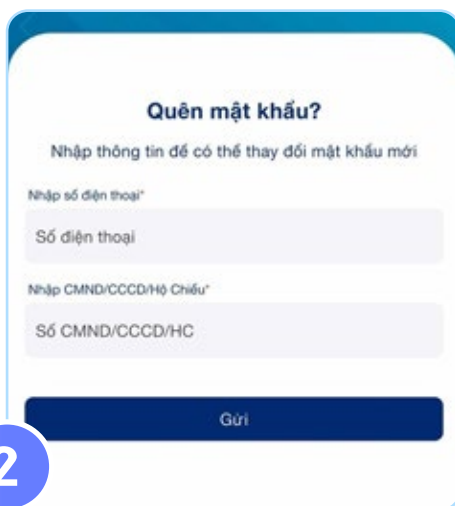 Quên mật khẩu?
Nhập thông tin để có thể thay đổi mật khẩu mới
Nhập số điện thoại*
Số điện thoại
Nhập CMND/CCCD/Hộ Chiếu*
Số CMND/CCCD/HC
Gửi
2